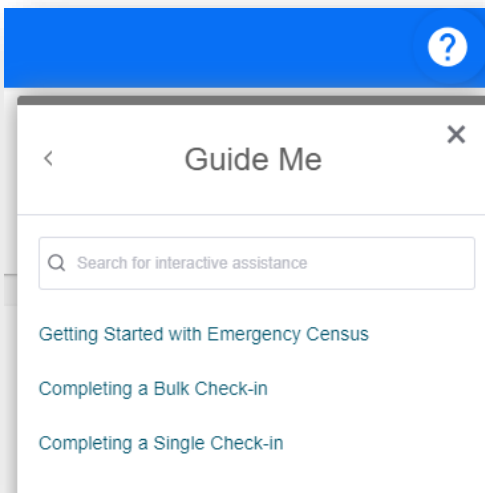 ?
Guide Me
Search for interactive assistance
Getting Started with Emergency Census
Completing a Bulk Check-in
Completing a Single Check-in